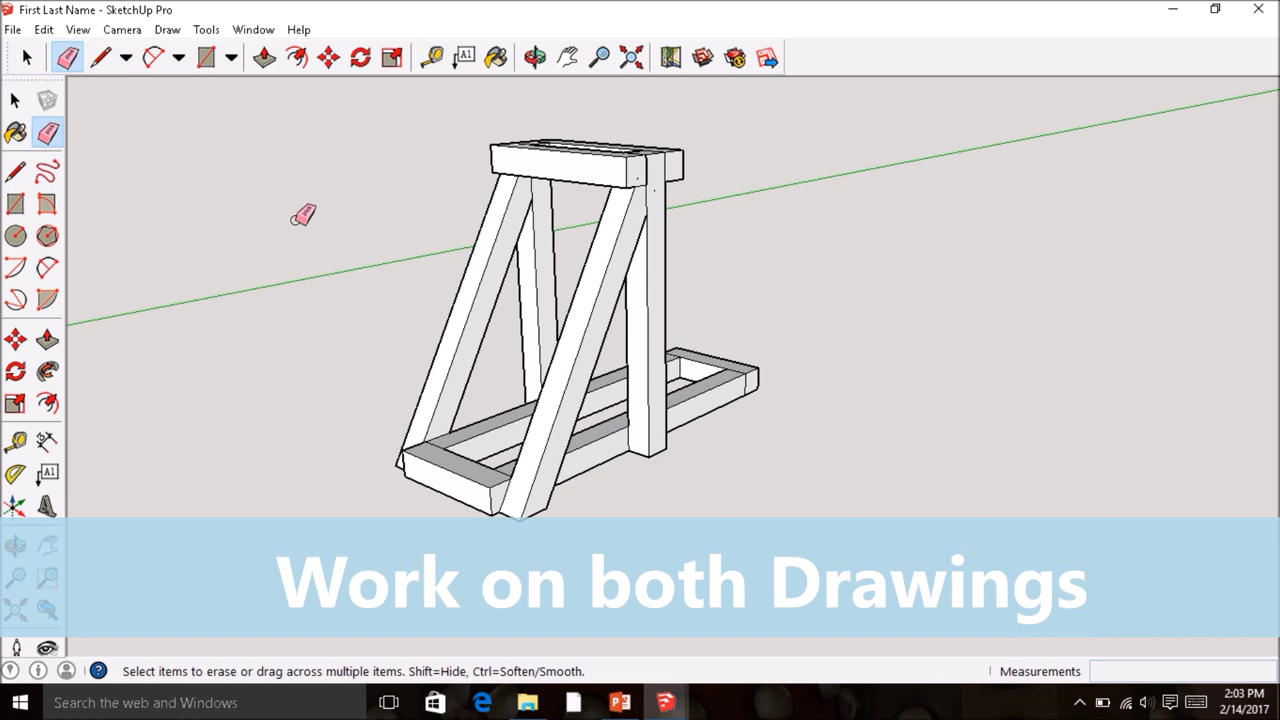 First Last Name - SketchUp Pro
File Edit View Camera Draw Tools Window Help
A1
A1
Work on both Drawings
Select items to erase or drag across multiple items. Shift=Hide, Ctrl=Soften/Smooth.
Measurements
Search the web and Windows
2:03 PM
2/14/2017